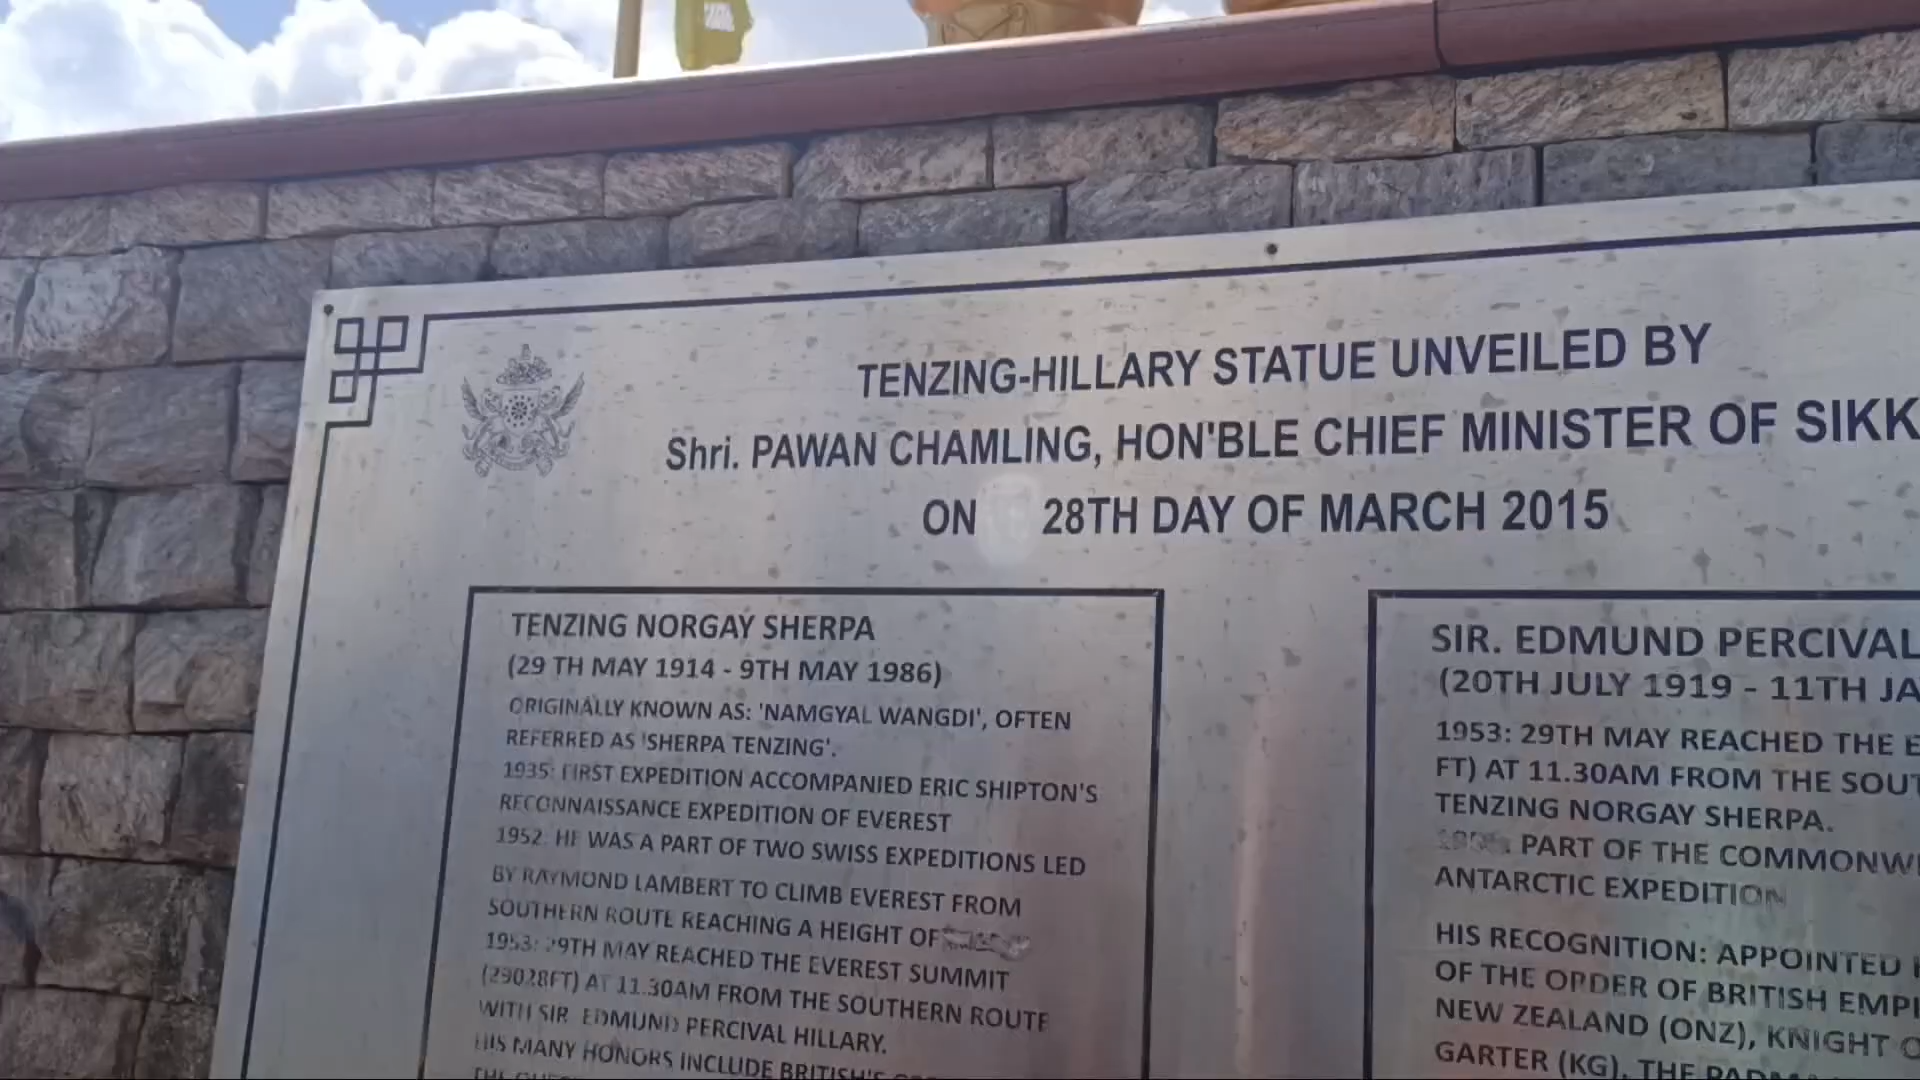 TENZING-HILLARY STATUE UNVEILED BY
Shri. PAWAN CHAMLING, HON'BLE CHIEF MINISTER OF SIKK
ON 28TH DAY OF MARCH 2015
TENZING NORGAY SHERPA
(29 TH MAY 1914 - 9TH MAY 1986)
ORIGINALLY KNOWN AS: 'NAMGYAL WANGDI', OFTEN
REFERRED AS 'SHERPA TENZING'.
1935: FIRST EXPEDITION ACCOMPANIED ERIC SHIPTON'S
RECONNAISSANCE EXPEDITION OF EVEREST
1952: HE WAS A PART OF TWO SWISS EXPEDITIONS LED
BY RAYMOND LAMBERT TO CLIMB EVEREST FROM
SOUTHERN ROUTE REACHING A HEIGHT OF
1953: 29TH MAY REACHED THE EVEREST SUMMIT
(29028FT) AT 11.30AM FROM THE SOUTHERN ROUTE
WITH SIR. EDMUND PERCIVAL HILLARY.
HIS MANY HONORS INCLUDE BRITISH'S
SIR. EDMUND PERCIVAL
(20TH JULY 1919 - 11TH JA
1953: 29TH MAY REACHED THE E
FT) AT 11.30AM FROM THE SOUT
TENZING NORGAY SHERPA.
PART OF THE COMMONW
ANTARCTIC EXPEDITION
HIS RECOGNITION: APPOINTED
OF THE ORDER OF BRITISH EMPI
NEW ZEALAND (ONZ), KNIGHT O
GARTER (KG), THE PADM